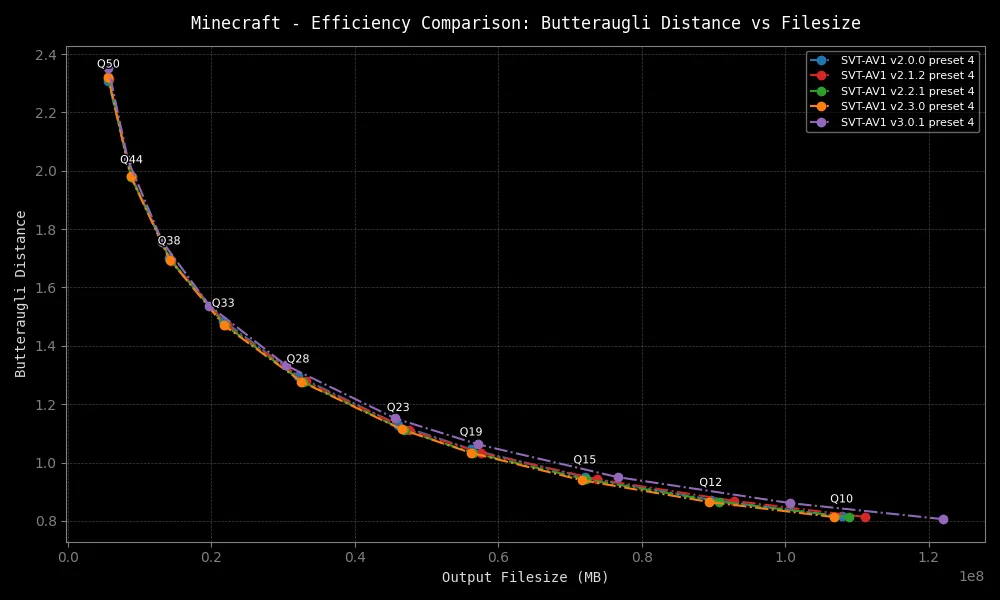 Minecraft - Efficiency Comparison: Butteraugli Distance vs Filesize
SVT-AV1 v2.0.0 preset 4
SVT-AV1 v2.1.2 preset 4
SVT-AV1 v2.2.1 preset 4
SVT-AV1 v2.3.0 preset 4
SVT-AV1 v3.0.1 preset 4
Butteraugli Distance
2.4
2.2
2.0
1.8
1.6
1.4
1.2
1.0
0.8
Q50
Q44
Q38
Q33
Q28
Q23
Q19
Q15
Q12
Q10
0.0 0.2 0.4 0.6 0.8 1.0 1.2
1e8
Output Filesize (MB)